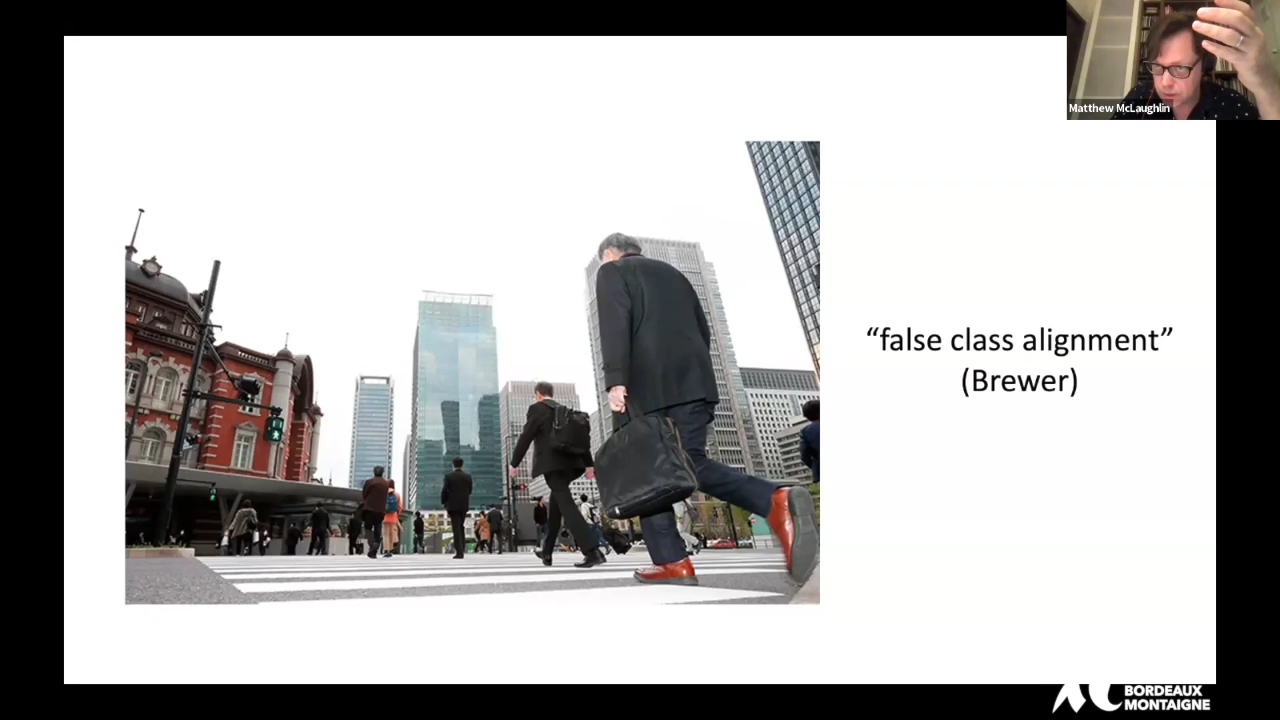 Matthew McLaughlin
“false class alignment”
(Brewer)
BORDEAUX
MONTAIGNE